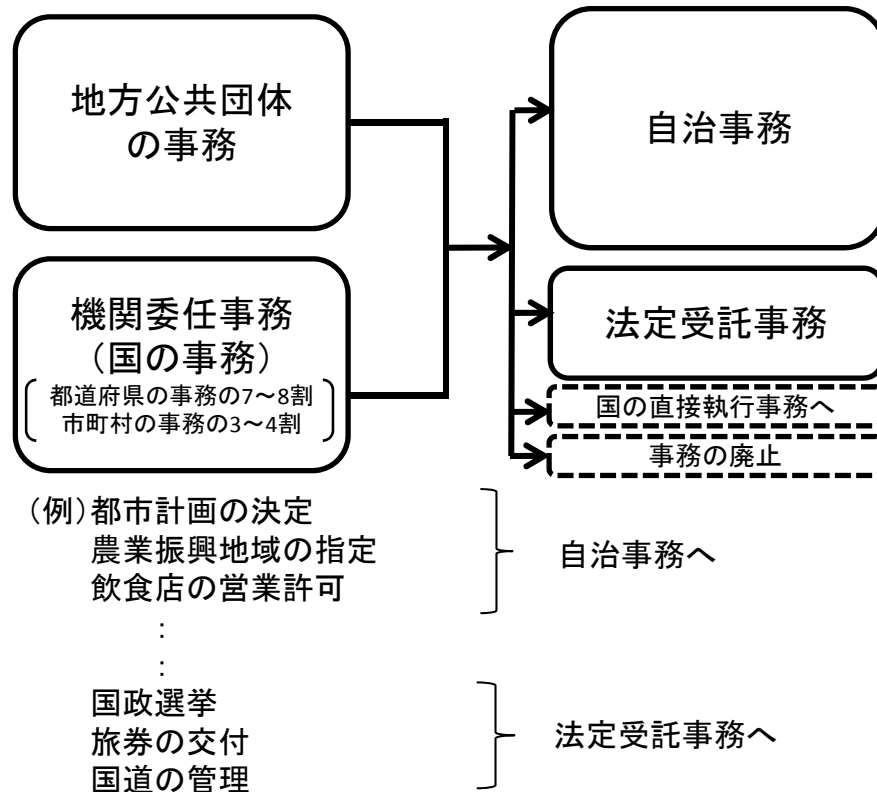 地方公共団体
の事務
自治事務
機関委任事務
（国の事務）
都道府県の事務の7～8割
市町村の事務の3～4割
法定受託事務
国の直接執行事務へ
事務の廃止
（例）都市計画の決定
農業振興地域の指定
飲食店の営業許可
：
：
自治事務へ
国政選挙
旅券の交付
国道の管理
法定受託事務へ